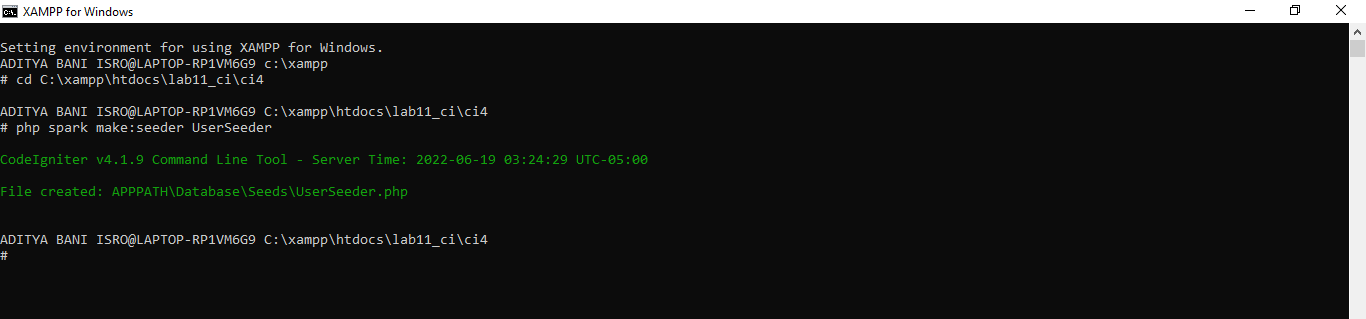 XAMPP for Windows
Setting environment for using XAMPP for Windows.
ADITYA BANI ISRO@LAPTOP-RP1VM6G9 c:\xampp
# cd C:\xampp\htdocs\lab11_ci\ci4
ADITYA BANI ISRO@LAPTOP-RP1VM6G9 C:\xampp\htdocs\lab11_ci\ci4
# php spark make:seeder UserSeeder
CodeIgniter v4.1.9 Command Line Tool - Server Time: 2022-06-19 03:24:29 UTC-05:00
File created: APPPATH\Database\Seeds\UserSeeder.php
ADITYA BANI ISRO@LAPTOP-RP1VM6G9 C:\xampp\htdocs\lab11_ci\ci4
#